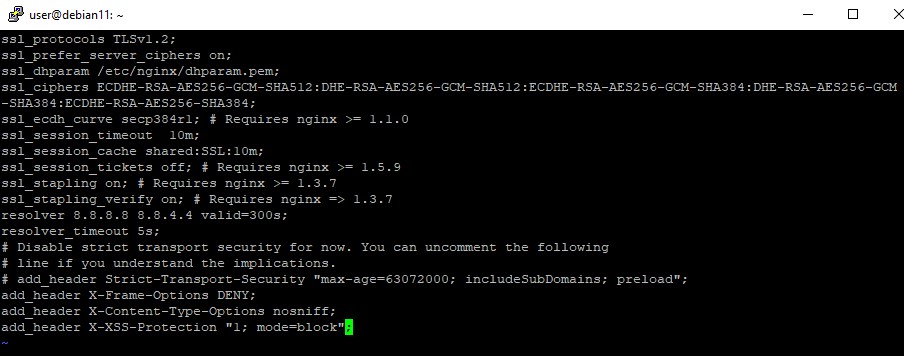 user@debian11: ~
ssl_protocols TLSv1.2;
ssl_prefer_server_ciphers on;
ssl_dhparam /etc/nginx/dhparam.pem;
ssl_ciphers ECDHE-RSA-AES256-GCM-SHA512:DHE-RSA-AES256-GCM-SHA512:ECDHE-RSA-AES256-GCM-SHA384:DHE-RSA-AES256-GCM
-SHA384:ECDHE-RSA-AES256-SHA384;
ssl_ecdh_curve secp384r1; # Requires nginx >= 1.1.0
ssl_session_timeout  10m;
ssl_session_cache shared:SSL:10m;
ssl_session_tickets off; # Requires nginx >= 1.5.9
ssl_stapling on; # Requires nginx >= 1.3.7
ssl_stapling_verify on; # Requires nginx => 1.3.7
resolver 8.8.8.8 8.8.4.4 valid=300s;
resolver_timeout 5s;
# Disable strict transport security for now. You can uncomment the following
# line if you understand the implications.
# add_header Strict-Transport-Security "max-age=63072000; includeSubDomains; preload";
add_header X-Frame-Options DENY;
add_header X-Content-Type-Options nosniff;
add_header X-XSS-Protection "1; mode=block";
~